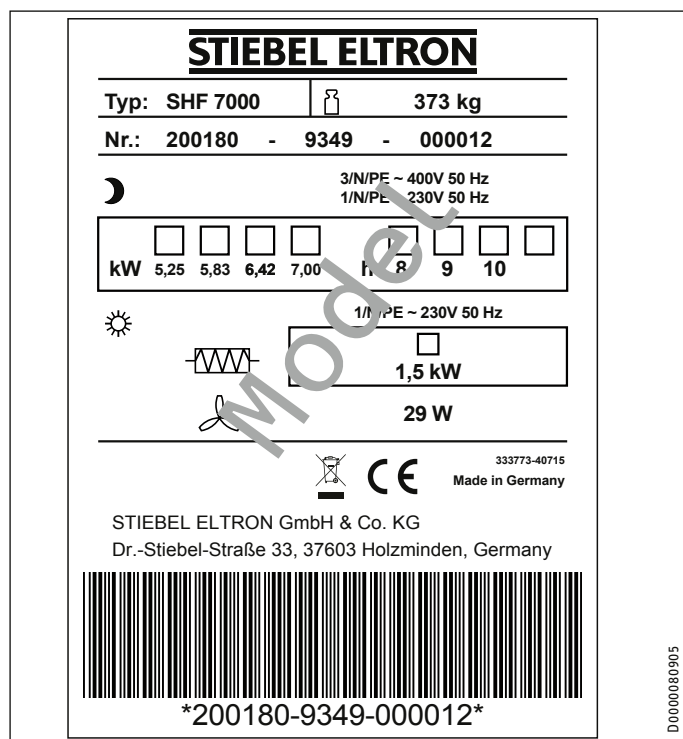 STIEBEL ELTRON
Typ: SHF 7000 373 kg
Nr.: 200180 - 9349 - 000012
3/N/PE ~ 400V 50 Hz
1/N/PE ~ 230V 50 Hz
kW 5,25 5,83 6,42 7,00 h 8 9 10
1/N/PE ~ 230V 50 Hz
1,5 kW
29 W
Model
333773-40715
CE Made in Germany
STIEBEL ELTRON GmbH & Co. KG
Dr.-Stiebel-Straße 33, 37603 Holzminden, Germany
*200180-9349-000012*
D0000080905